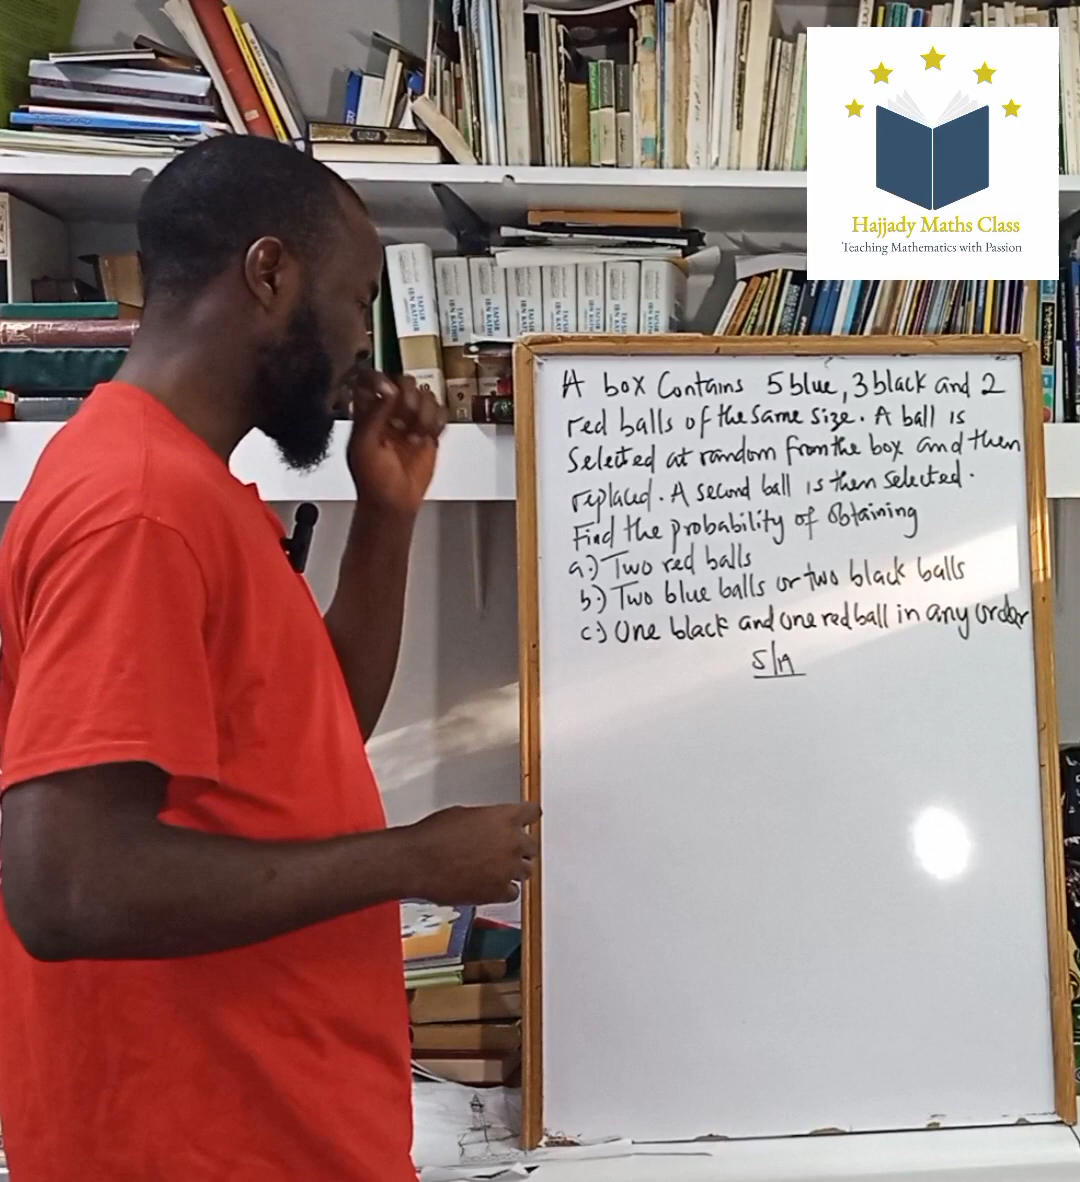 Hajjady Maths Class
Teaching Mathematics with Passion
TAFSIR
IBN KATHIR
A box Contains 5 blue, 3 black and 2
red balls of the same size. A ball is
Selected at random from the box and then
replaced. A second ball is then selected.
Find the probability of obtaining
a.) Two red balls
b.) Two blue balls or two black balls
c.) One black and one red ball in any order
S/A